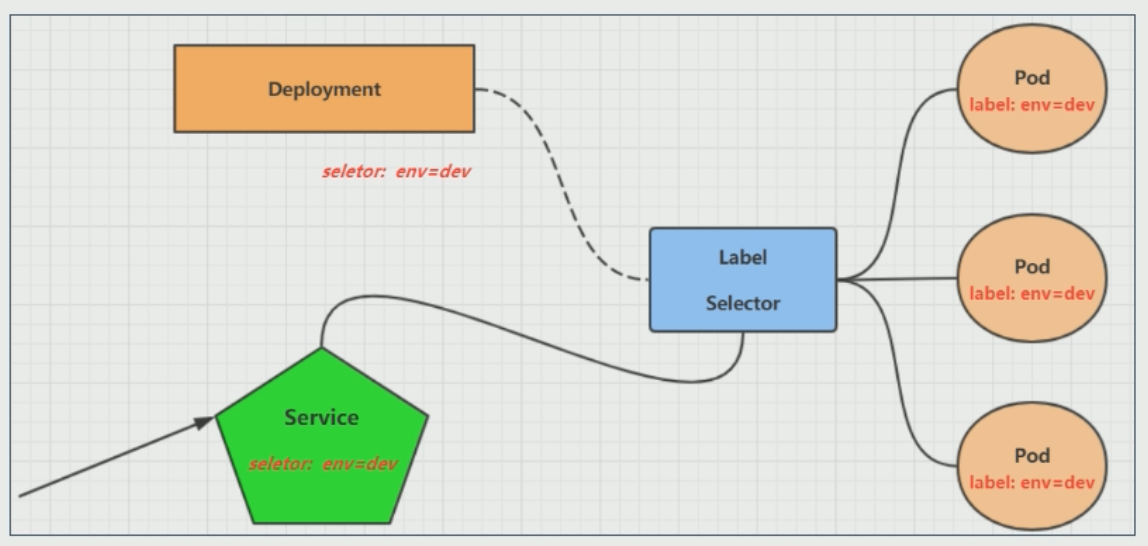 Deployment
seletor: env=dev
Label
Selector
Service
seletor: env=dev
Pod
label: env=dev
Pod
label: env=dev
Pod
label: env=dev